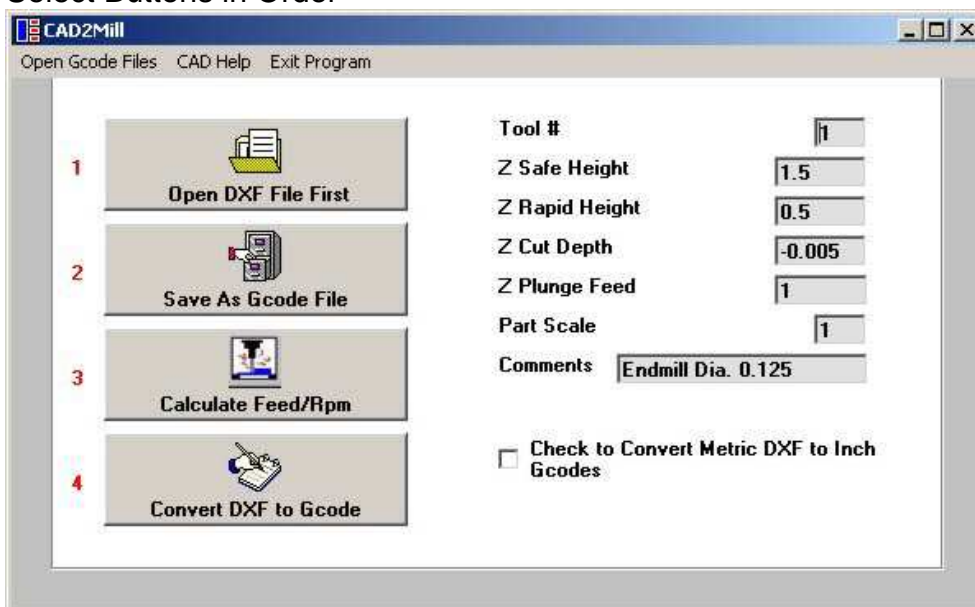 Select Buttons in Order
CAD2Mill
Open Gcode Files CAD Help Exit Program
1 Open DXF File First
2 Save As Gcode File
3 Calculate Feed/Rpm
4 Convert DXF to Gcode
Tool # 1
Z Safe Height 1.5
Z Rapid Height 0.5
Z Cut Depth -0.005
Z Plunge Feed 1
Part Scale 1
Comments Endmill Dia. 0.125
Check to Convert Metric DXF to Inch
Gcodes